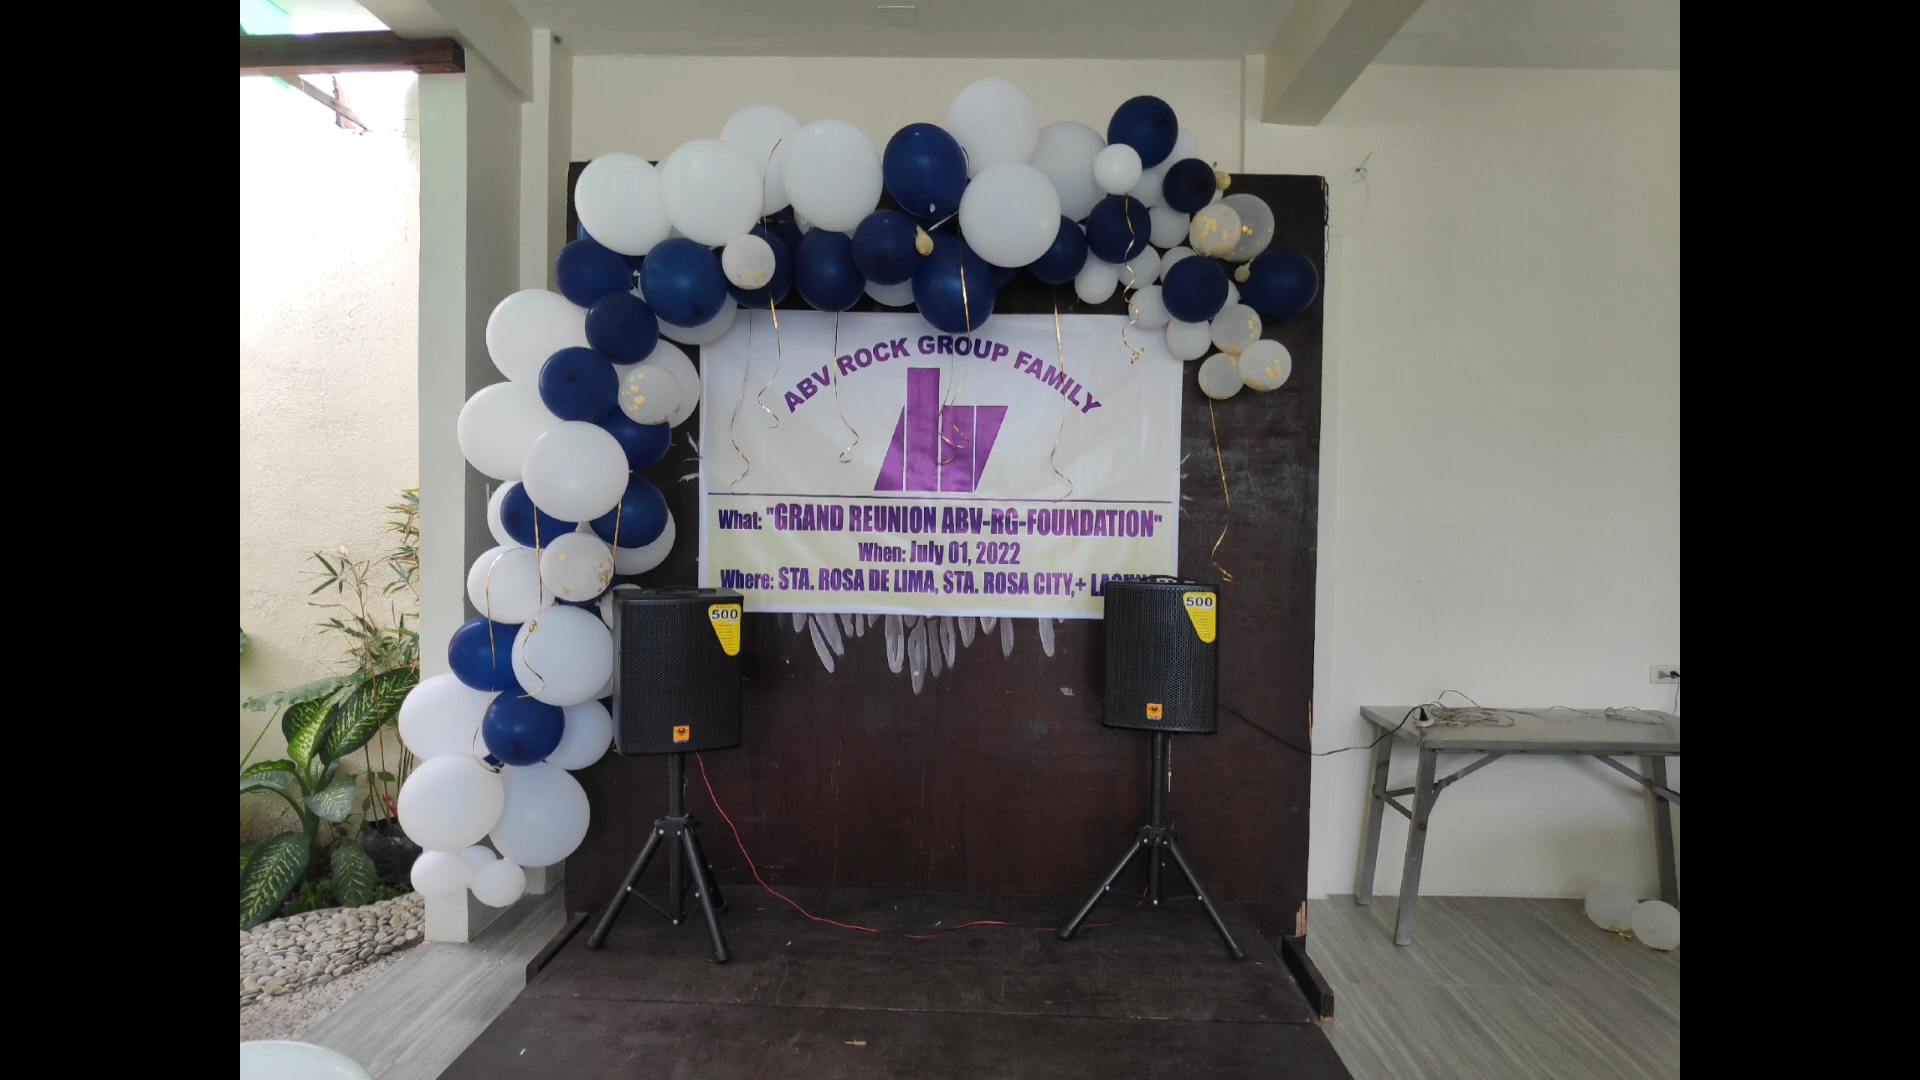 ABV ROCK GROUP FAMILY
What: "GRAND REUNION ABV-RG-FOUNDATION"
When: July 01, 2022
Where: STA. ROSA DE LIMA, STA. ROSA CITY,+
500
500